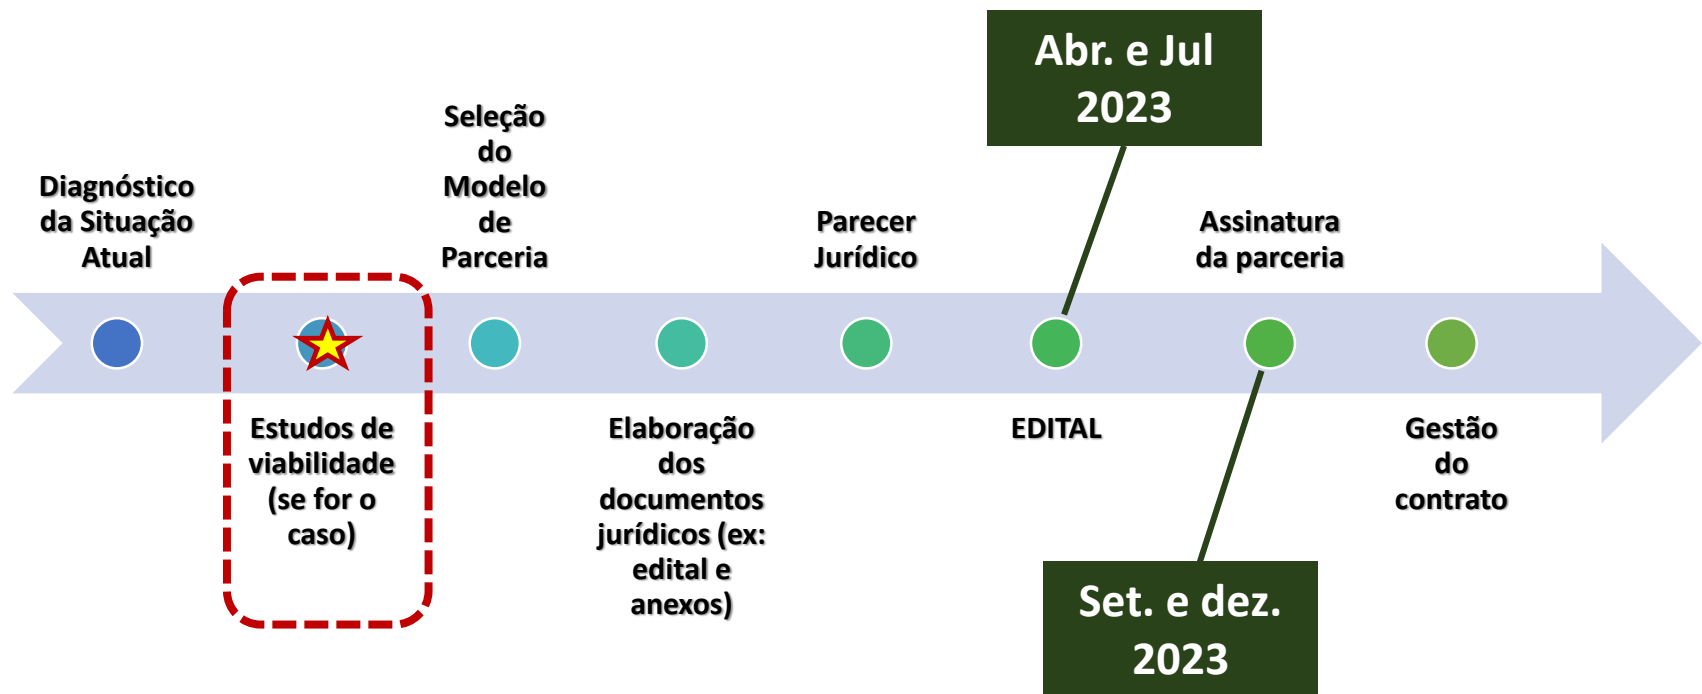 Abr. e Jul
2023
Seleção
do
Modelo
de
Parceria
Diagnóstico
da Situação
Atual
Parecer
Jurídico
Assinatura
da parceria
Estudos de
viabilidade
(se for o
caso)
Elaboração
dos
documentos
jurídicos (ex:
edital e
anexos)
EDITAL
Gestão
do
contrato
Set. e dez.
2023